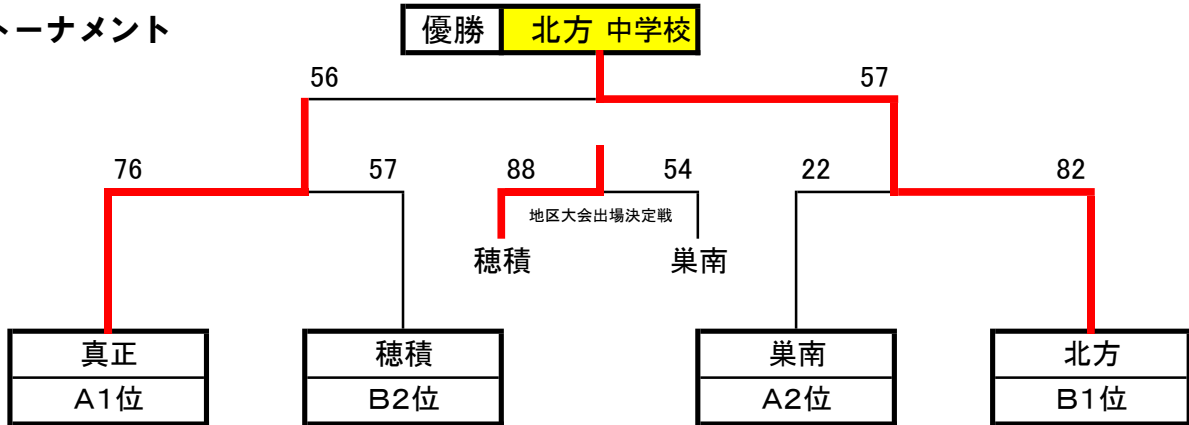 トーナメント
優勝 北方 中学校
56 57
76 57 88 54 22 82
地区大会出場決定戦
穂積 巣南
真正 穂積 巣南 北方
A1位 B2位 A2位 B1位